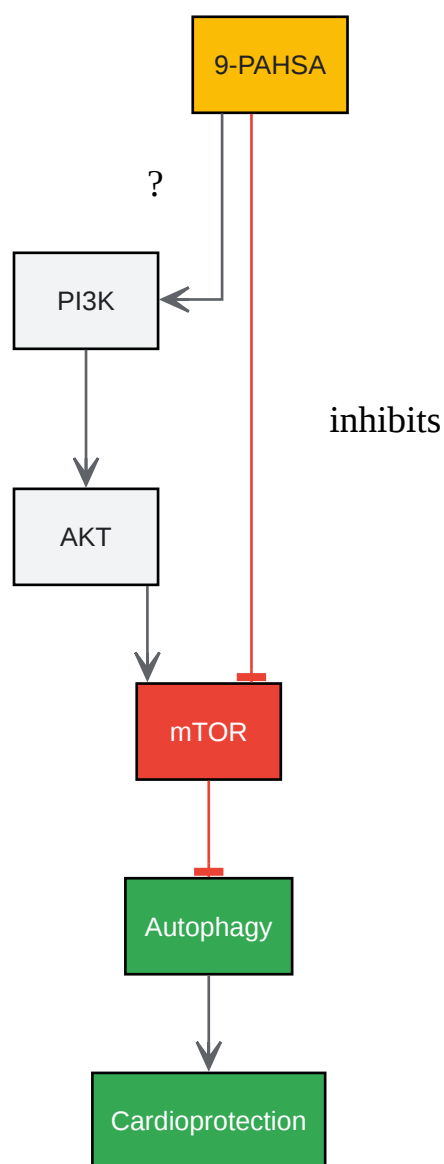 9-PAHSA
?
PI3K
inhibits
AKT
mTOR
Autophagy
Cardioprotection